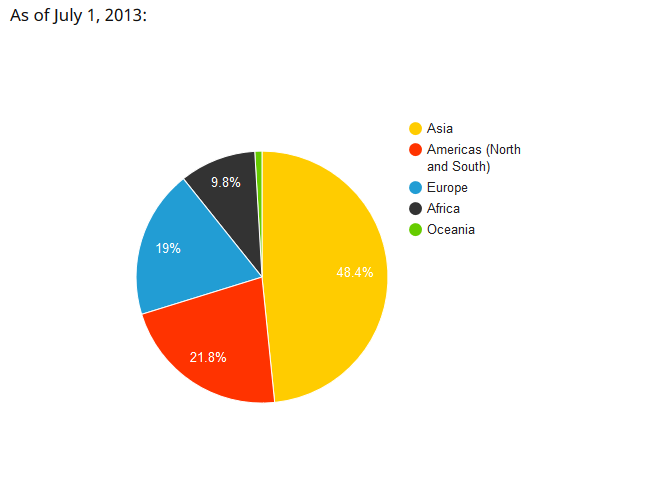 As of July 1, 2013:
Asia
Americas (North
and South)
Europe
Africa
Oceania
9.8%
19%
48.4%
21.8%